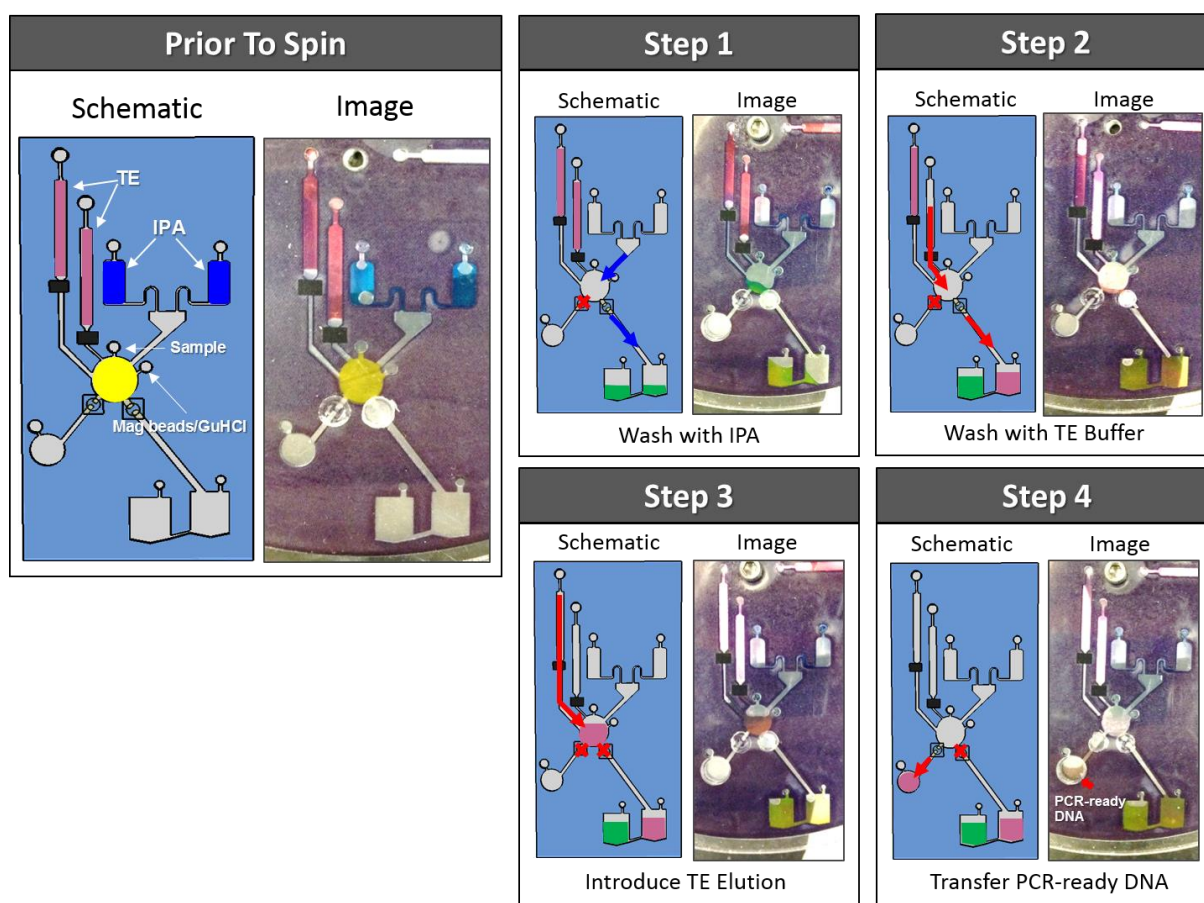 Prior To Spin
Schematic
Image
TE
IPA
Sample
Mag beads/GuHCl
Step 1
Schematic
Image
Wash with IPA
Step 2
Schematic
Image
Wash with TE Buffer
Step 3
Schematic
Image
Introduce TE Elution
Step 4
Schematic
Image
PCR-ready
DNA
Transfer PCR-ready DNA